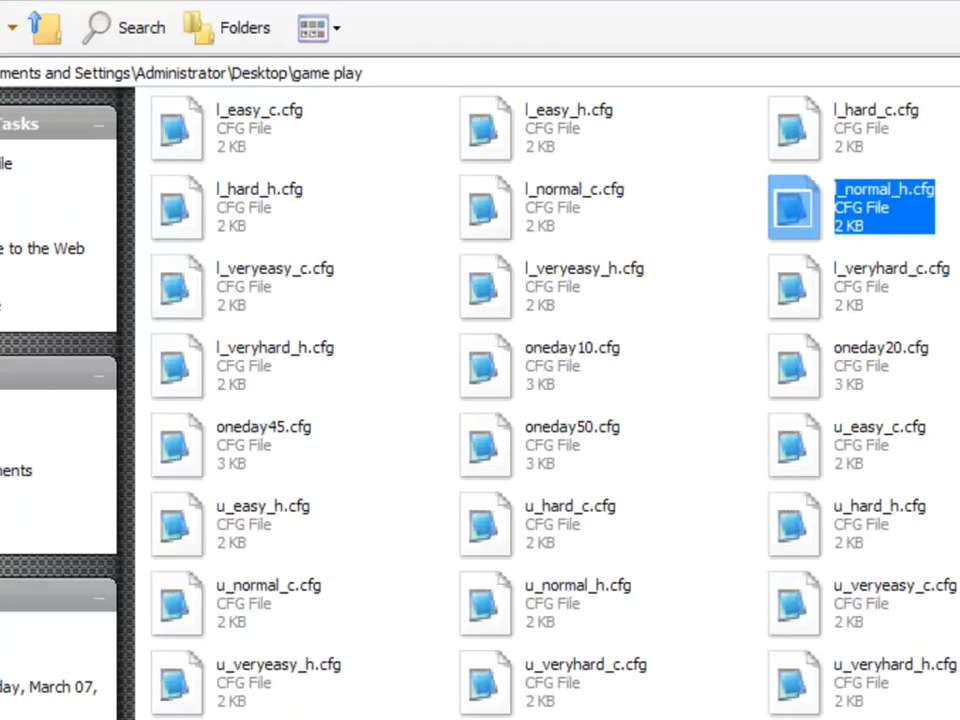 Search Folders
ments and Settings\Administrator\Desktop\game play
Tasks
l_easy_c.cfg
CFG File
2 KB
l_easy_h.cfg
CFG File
2 KB
l_hard_c.cfg
CFG File
2 KB
ile
l_hard_h.cfg
CFG File
2 KB
l_normal_c.cfg
CFG File
2 KB
l_normal_h.cfg
CFG File
2 KB
e to the Web
l_veryeasy_c.cfg
CFG File
2 KB
l_veryeasy_h.cfg
CFG File
2 KB
l_veryhard_c.cfg
CFG File
2 KB
l_veryhard_h.cfg
CFG File
2 KB
oneday10.cfg
CFG File
3 KB
oneday20.cfg
CFG File
3 KB
oneday45.cfg
CFG File
3 KB
oneday50.cfg
CFG File
3 KB
u_easy_c.cfg
CFG File
2 KB
ments
u_easy_h.cfg
CFG File
2 KB
u_hard_c.cfg
CFG File
2 KB
u_hard_h.cfg
CFG File
2 KB
u_normal_c.cfg
CFG File
2 KB
u_normal_h.cfg
CFG File
2 KB
u_veryeasy_c.cfg
CFG File
2 KB
u_veryeasy_h.cfg
CFG File
2 KB
u_veryhard_c.cfg
CFG File
2 KB
u_veryhard_h.cfg
CFG File
2 KB
day, March 07,